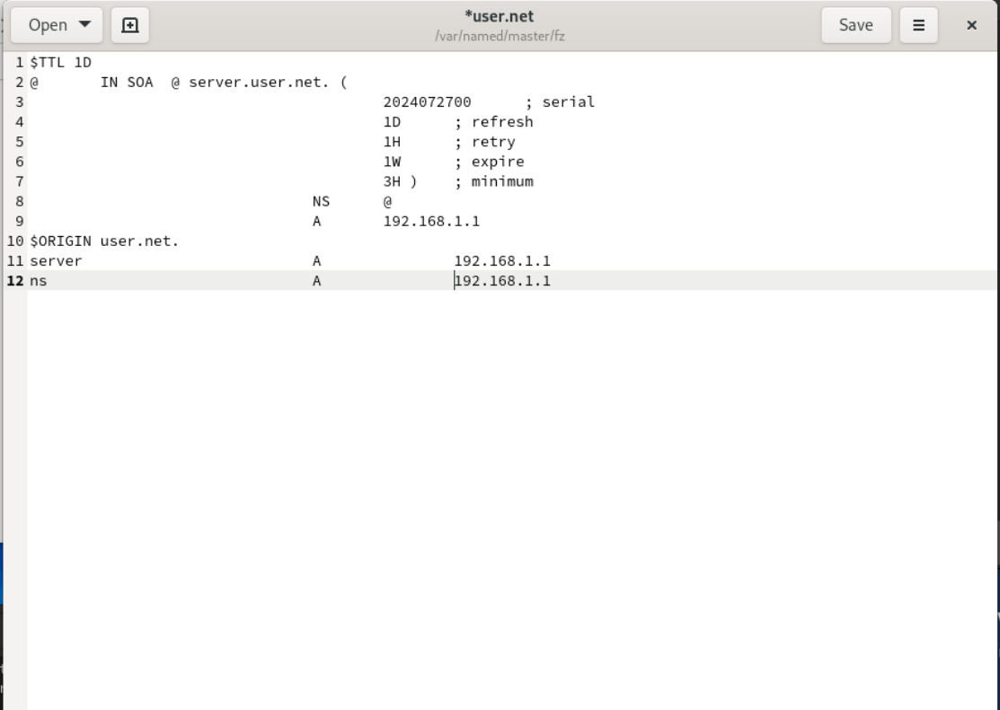 *user.net
Open
/var/named/master/fz
Save
1 $TTL 1D
2 @ IN SOA @ server.user.net. (
3 2024072700 ; serial
4 1D ; refresh
5 1H ; retry
6 1W ; expire
7 3H ) ; minimum
8 NS @
9 A 192.168.1.1
10 $ORIGIN user.net.
11 server A 192.168.1.1
12 ns A 192.168.1.1